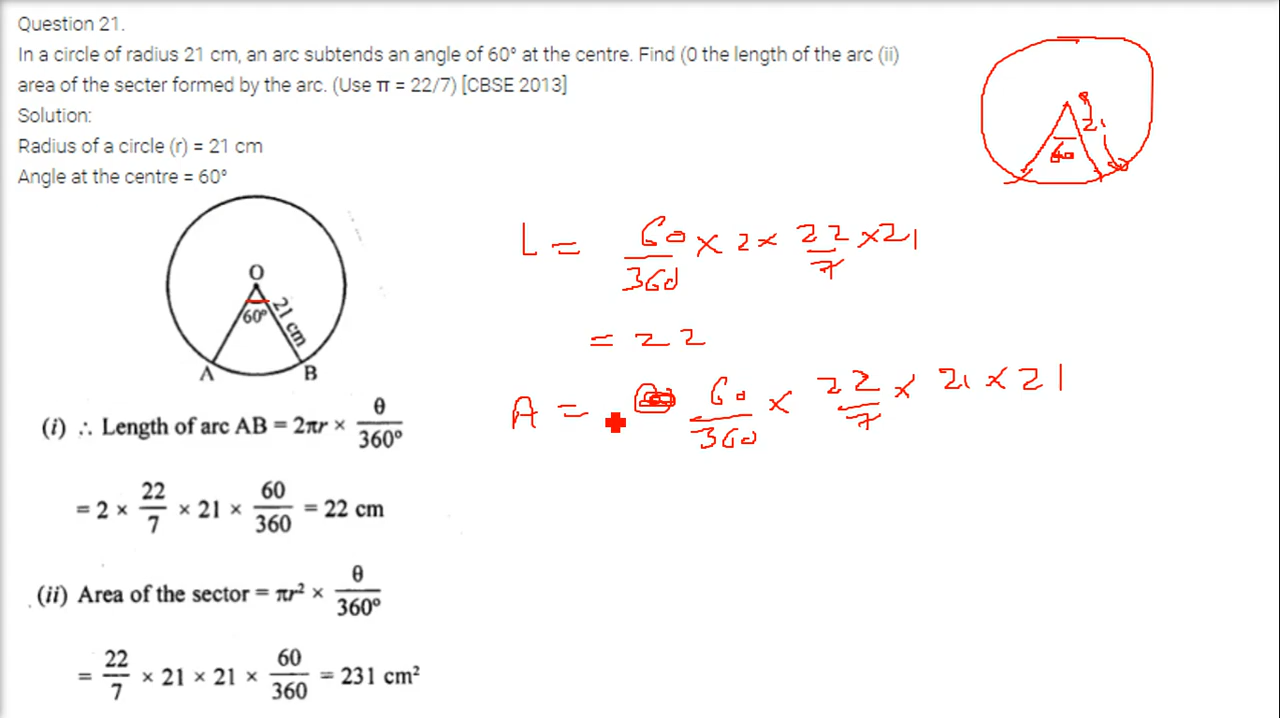 Question 21.
In a circle of radius 21 cm, an arc subtends an angle of 60° at the centre. Find (0 the length of the arc (ii)
area of the secter formed by the arc. (Use π = 22/7) [CBSE 2013]
Solution:
Radius of a circle (r) = 21 cm
Angle at the centre = 60°
O
60°
21 cm
A B
(i) ∴ Length of arc AB = 2πr × θ/360°
= 2 × 22/7 × 21 × 60/360 = 22 cm
(ii) Area of the sector = πr² × θ/360°
= 22/7 × 21 × 21 × 60/360 = 231 cm²
21
60
L = 60/360 × 2 × 22/7 × 21
= 22
A = 60/360 × 22/7 × 21 × 21